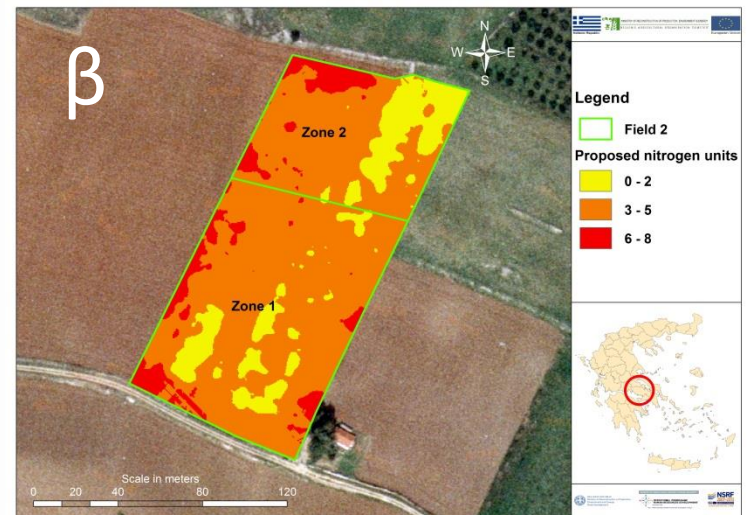 β
N
W E
S
Zone 2
Zone 1
Scale in meters
0 20 40 80 120
Legend
Field 2
Proposed nitrogen units
0 - 2
3 - 5
6 - 8
NSRF